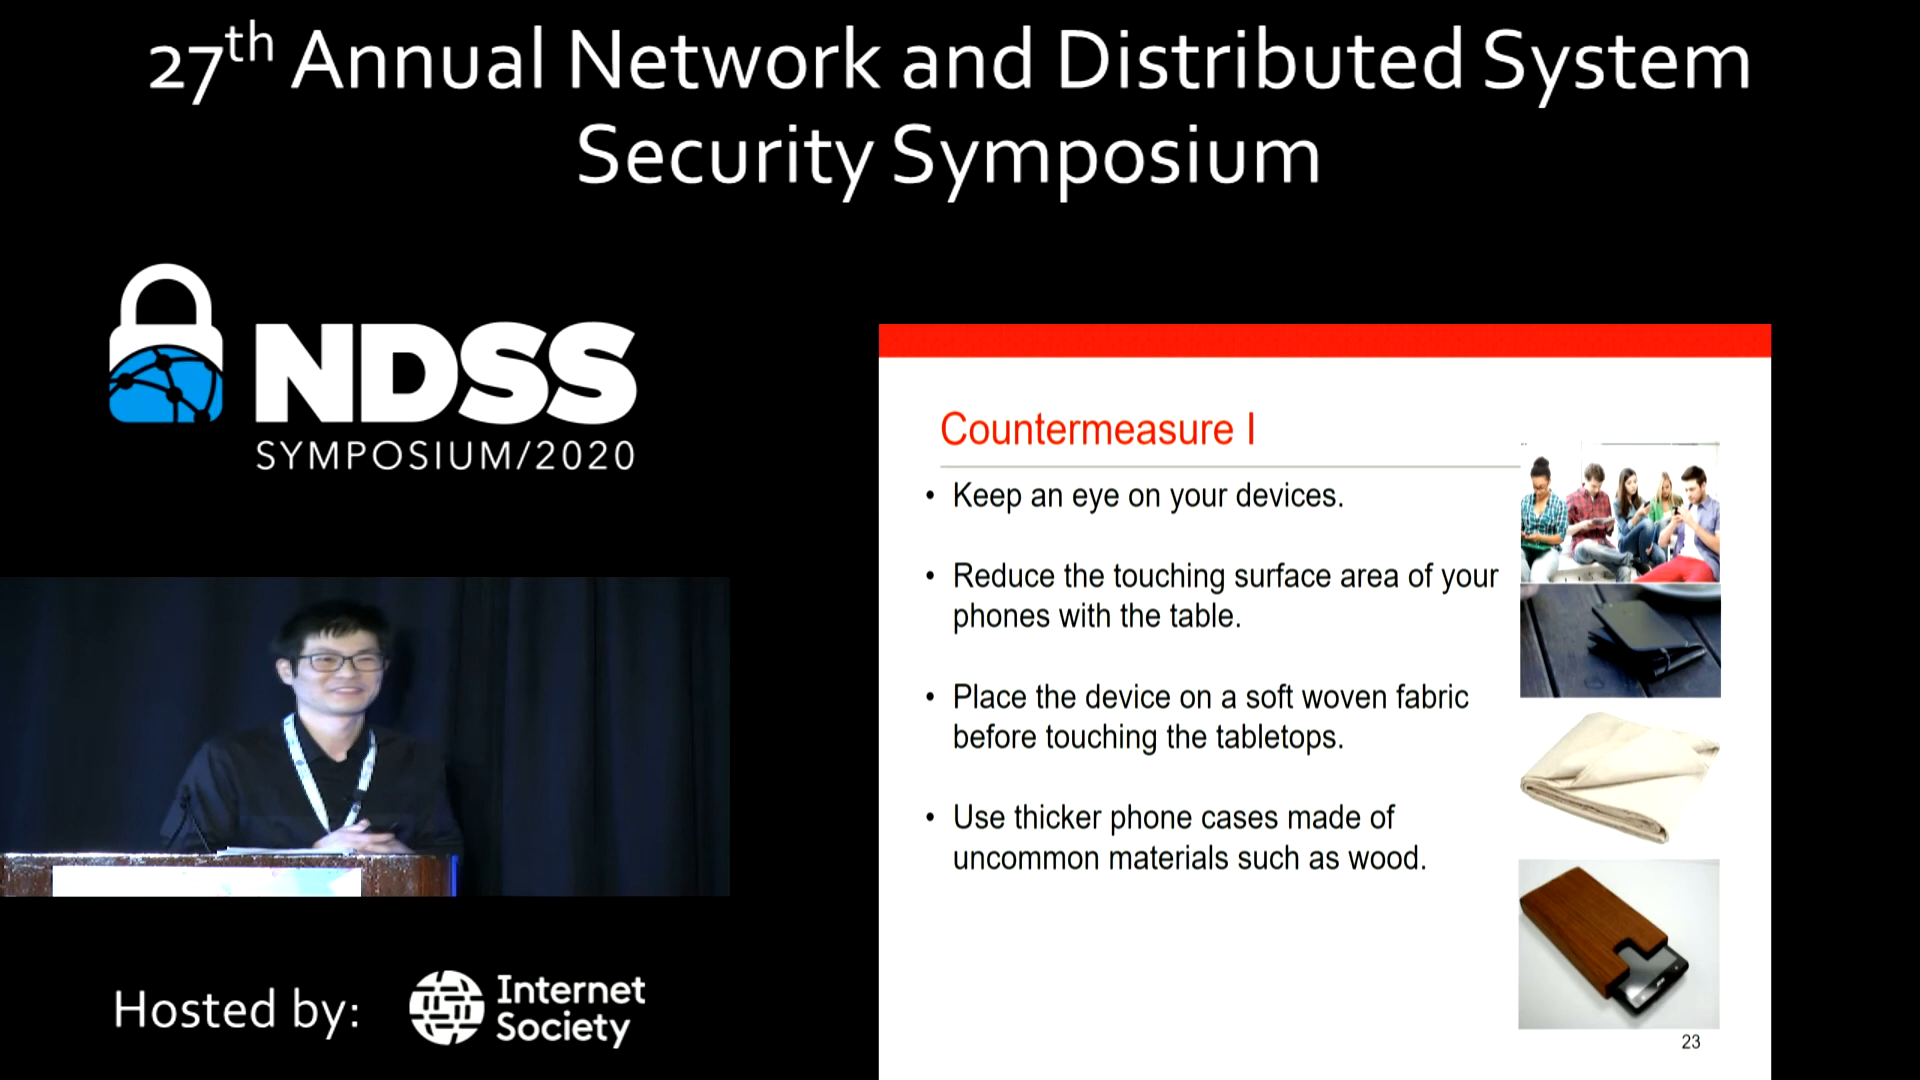 27th Annual Network and Distributed System
Security Symposium
NDSS
SYMPOSIUM/2020
Countermeasure I
• Keep an eye on your devices.
• Reduce the touching surface area of your
phones with the table.
• Place the device on a soft woven fabric
before touching the tabletops.
• Use thicker phone cases made of
uncommon materials such as wood.
23
Hosted by:
Internet
Society